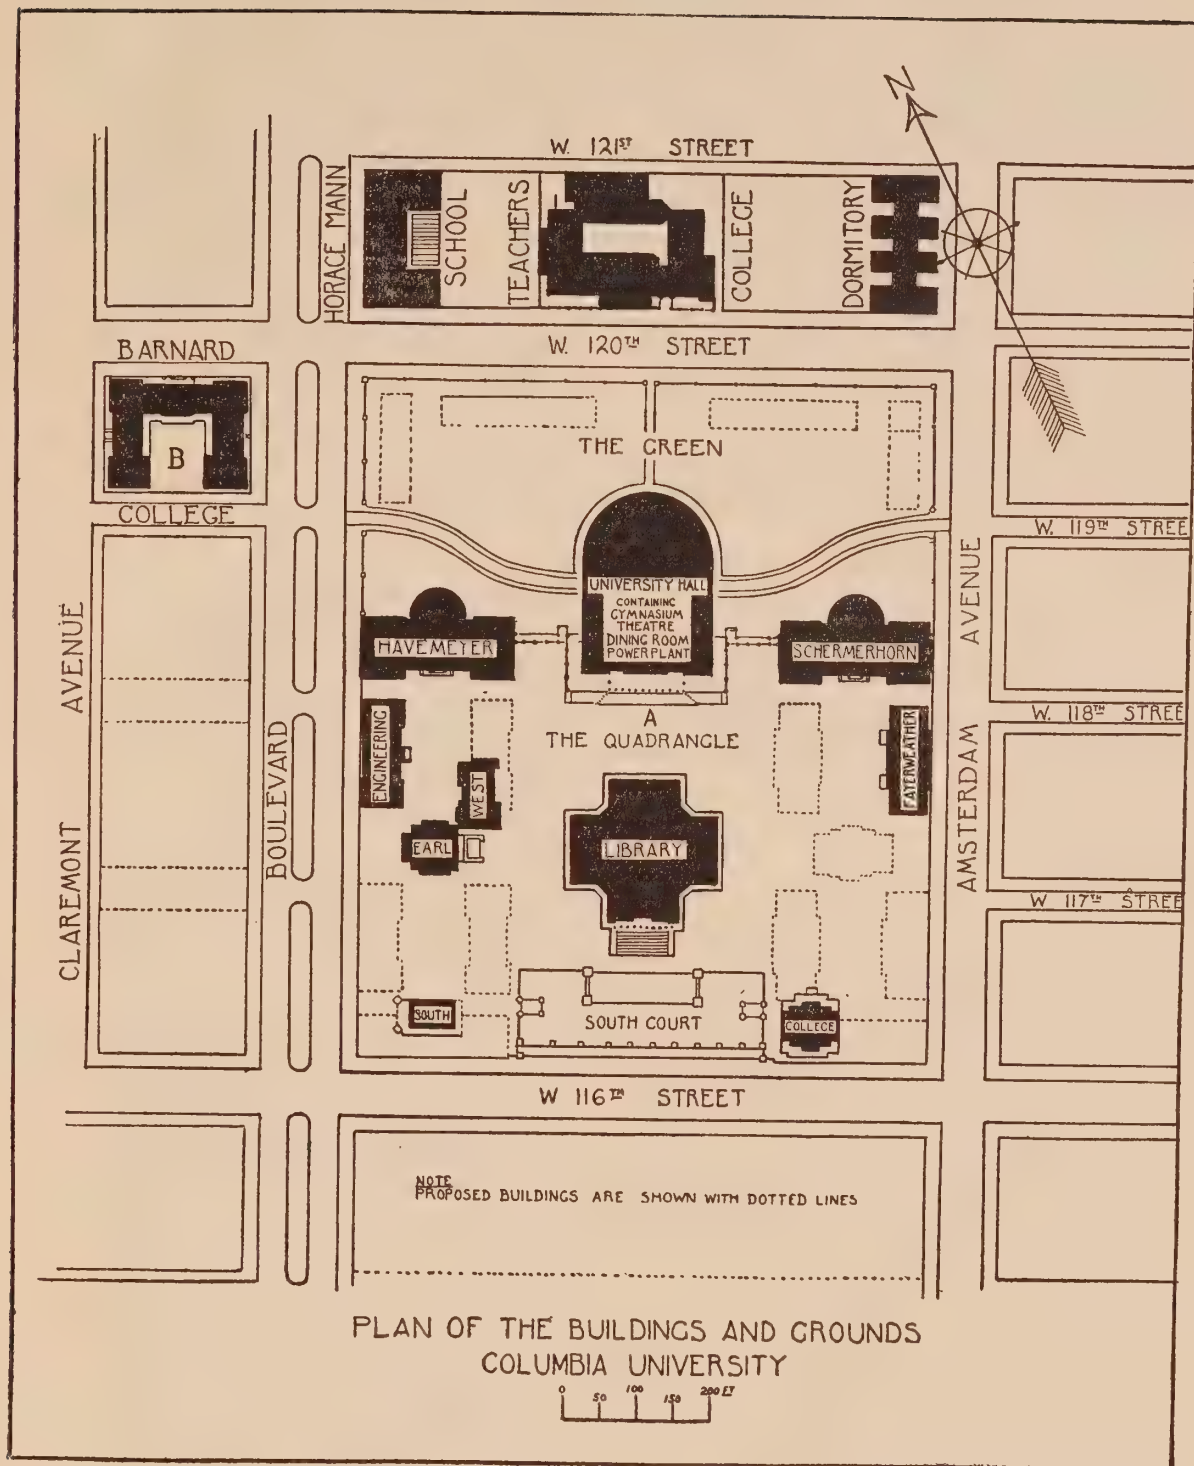 N
W. 121ST STREET
HORACE MANN
SCHOOL
TEACHERS
COLLEGE
DORMITORY
W. 120TH STREET
BARNARD
B
COLLEGE
THE GREEN
W. 119TH STREE
UNIVERSITY HALL
CONTAINING
GYMNASIUM
THEATRE
DINING ROOM
POWER PLANT
HAVEMEYER
SCHERMERHORN
CLAREMONT AVENUE
BOULEVARD
AMSTERDAM AVENUE
ENGINEERING
WEST
A
THE QUADRANGLE
FAYERWEATHER
W. 118TH STREE
EARL
LIBRARY
W 117TH STREE
SOUTH
SOUTH COURT
COLLEGE
W 116TH STREET
NOTE
PROPOSED BUILDINGS ARE SHOWN WITH DOTTED LINES
PLAN OF THE BUILDINGS AND GROUNDS
COLUMBIA UNIVERSITY
0 50 100 150 200 FT